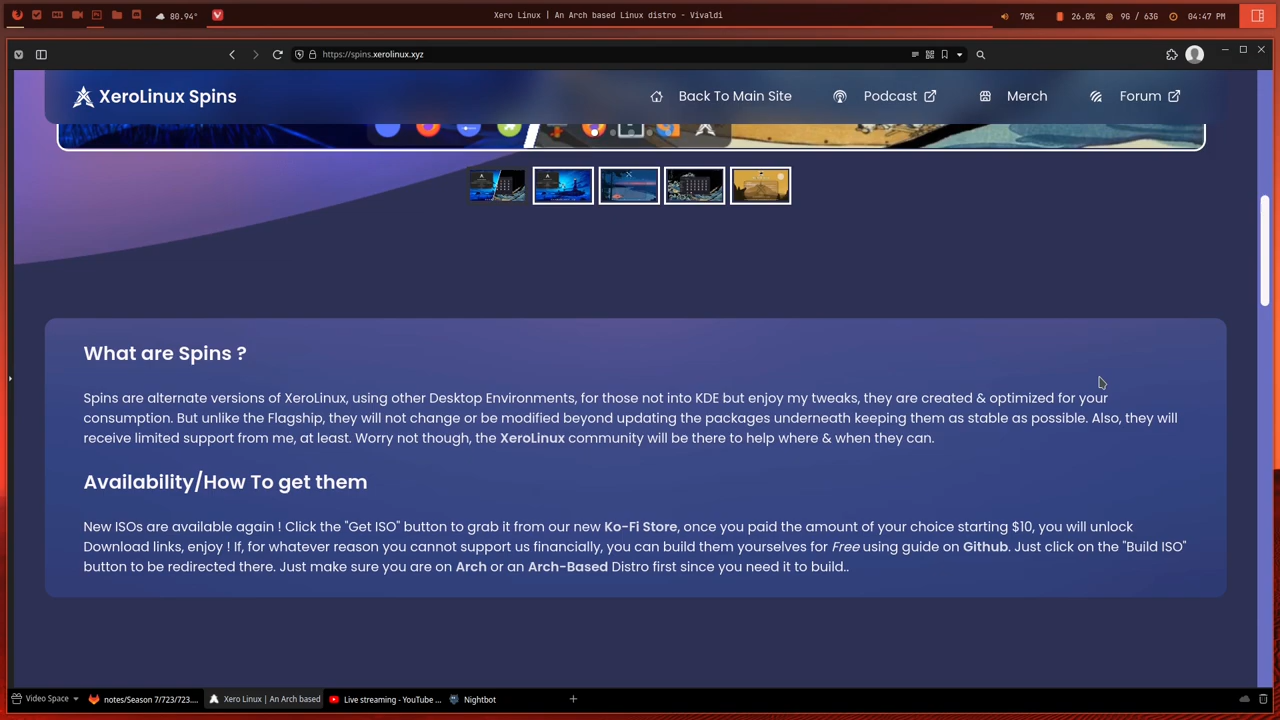 80.94°
Xero Linux | An Arch based Linux distro - Vivaldi
70%
26.0%
9G / 63G
04:47 PM
https://spins.xerolinux.xyz
XeroLinux Spins
Back To Main Site
Podcast
Merch
Forum
What are Spins ?
Spins are alternate versions of XeroLinux, using other Desktop Environments, for those not into KDE but enjoy my tweaks, they are created & optimized for your
consumption. But unlike the Flagship, they will not change or be modified beyond updating the packages underneath keeping them as stable as possible. Also, they will
receive limited support from me, at least. Worry not though, the XeroLinux community will be there to help where & when they can.
Availability/How To get them
New ISOs are available again ! Click the "Get ISO" button to grab it from our new Ko-Fi Store, once you paid the amount of your choice starting $10, you will unlock
Download links, enjoy ! If, for whatever reason you cannot support us financially, you can build them yourselves for Free using guide on Github. Just click on the "Build ISO"
button to be redirected there. Just make sure you are on Arch or an Arch-Based Distro first since you need it to build..
Video Space
notes/Season 7/723/723....
Xero Linux | An Arch based
Live streaming - YouTube ...
Nightbot